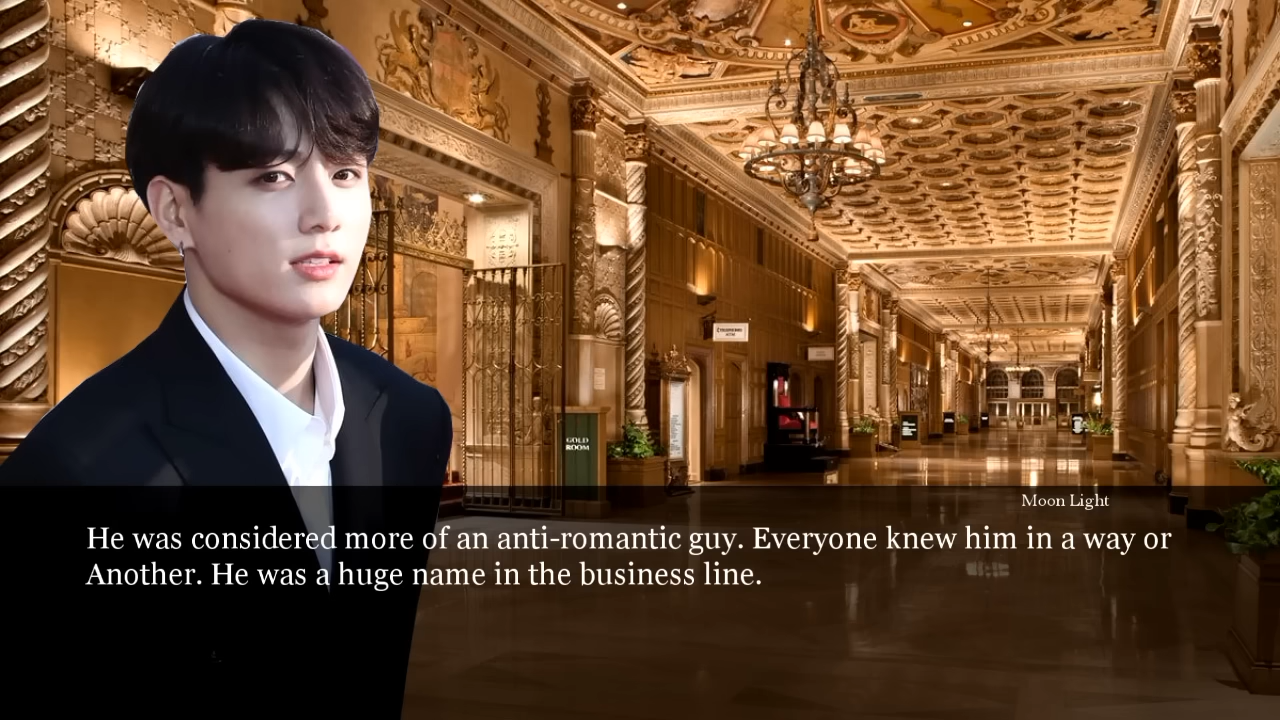 GOLD
ROOM
Moon Light
He was considered more of an anti-romantic guy. Everyone knew him in a way or
Another. He was a huge name in the business line.